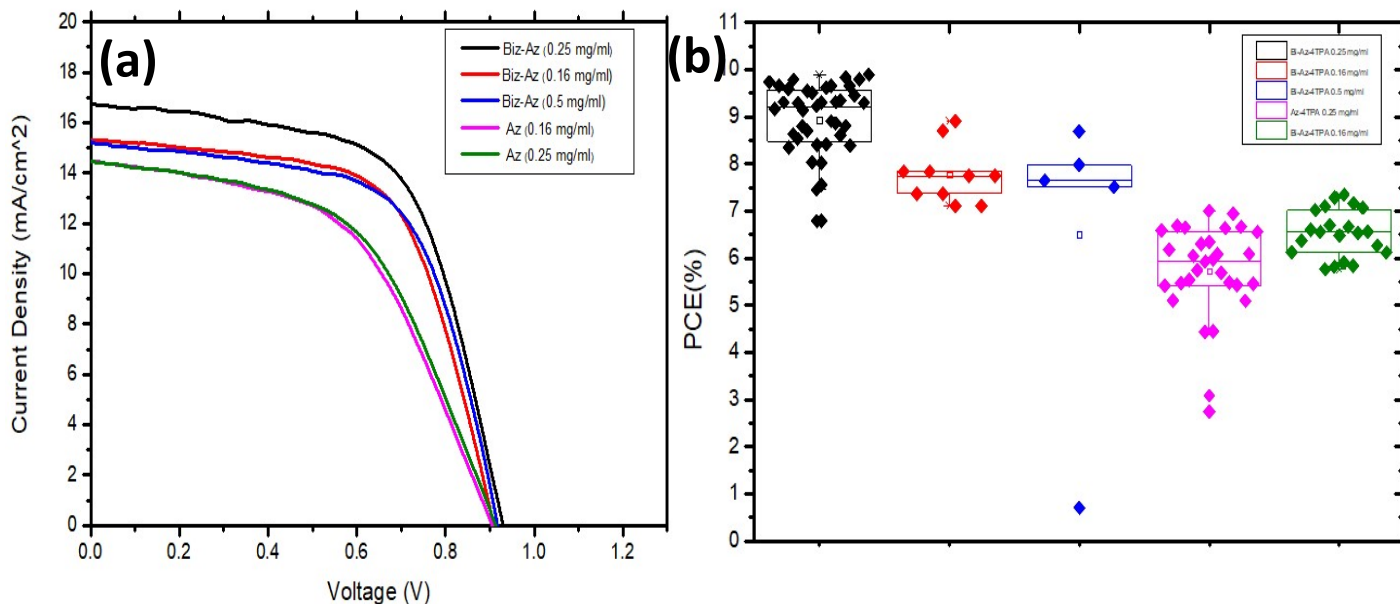 (a)
Biz-Az (0.25 mg/ml)
Biz-Az (0.16 mg/ml)
Biz-Az (0.5 mg/ml)
Az (0.16 mg/ml)
Az (0.25 mg/ml)
Current Density (mA/cm^2)
20
18
16
14
12
10
8
6
4
2
0
0.0 0.2 0.4 0.6 0.8 1.0 1.2
Voltage (V)
(b)
Bi-Az-4TPA 0.25 mg/ml
Bi-Az-4TPA 0.16 mg/ml
Bi-Az-4TPA 0.5 mg/ml
Az-4TPA 0.25 mg/ml
Bi-Az-4TPA 0.16 mg/ml
PCE(%)
11
10
9
8
7
6
5
4
3
2
1
0